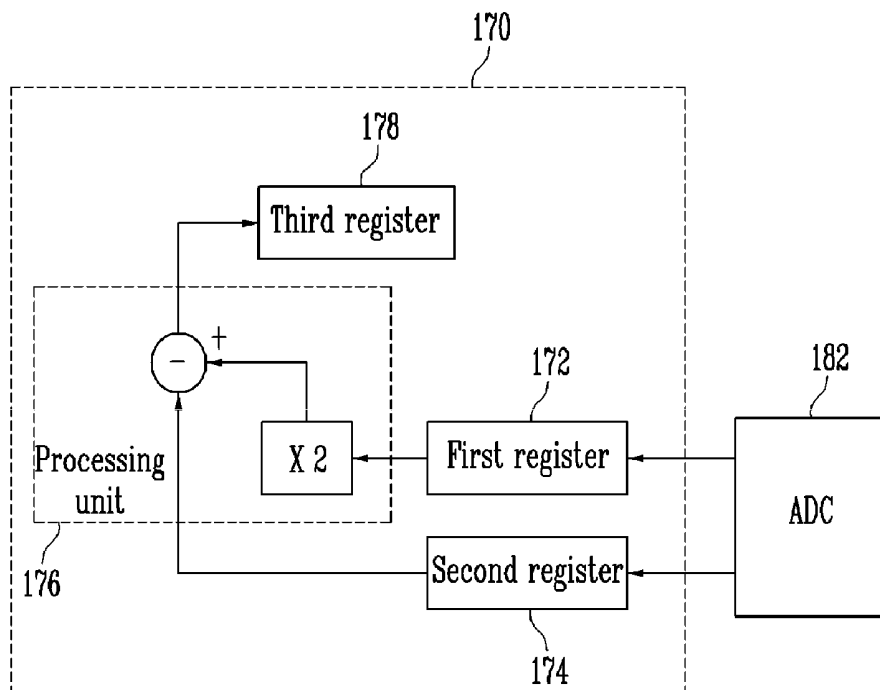 170
178
Third register
+
-
172
182
X 2
First register
Processing
unit
ADC
Second register
176
174